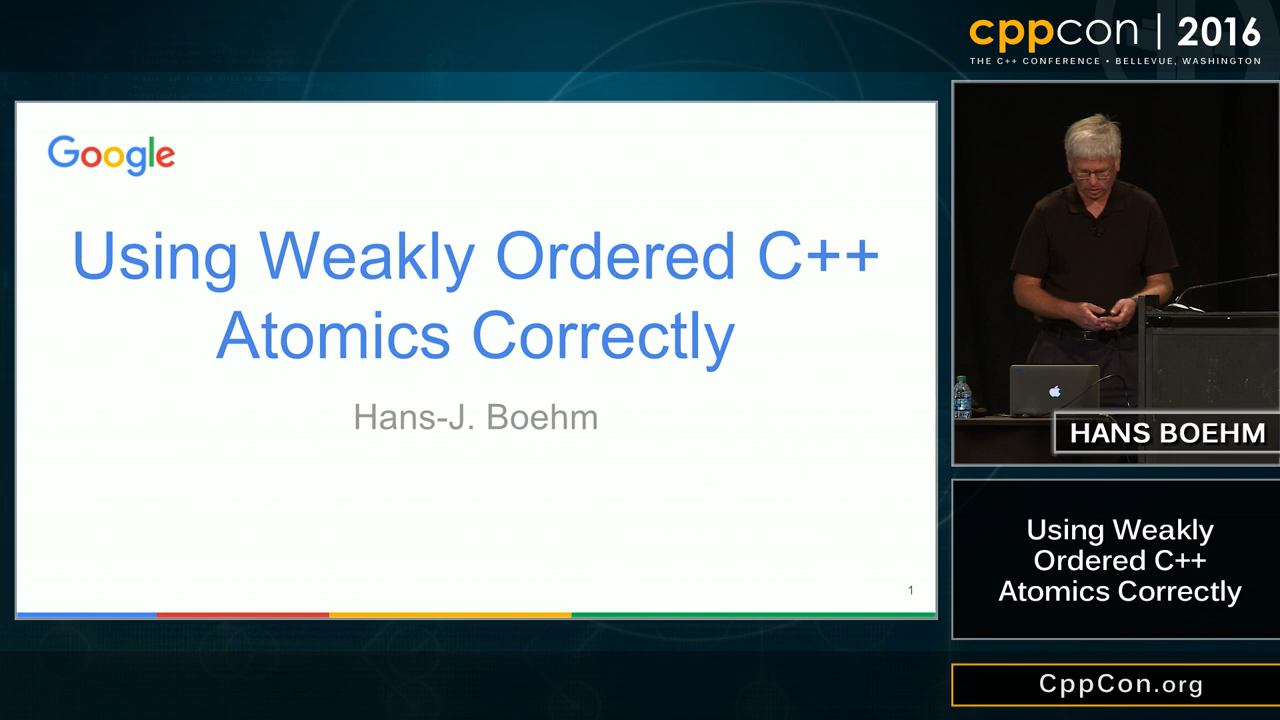 cppcon | 2016
THE C++ CONFERENCE • BELLEVUE, WASHINGTON
Google
Using Weakly Ordered C++
Atomics Correctly
Hans-J. Boehm
1
HANS BOEHM
Using Weakly
Ordered C++
Atomics Correctly
CppCon.org